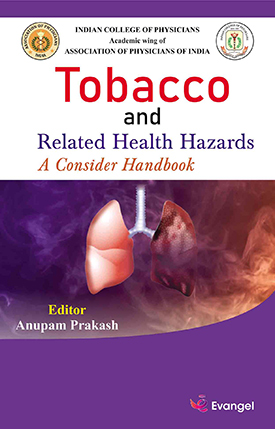 INDIAN COLLEGE OF PHYSICIANS
Academic wing of
ASSOCIATION OF PHYSICIANS OF INDIA
Tobacco
and
Related Health Hazards
A Consider Handbook
Editor
Anupam Prakash
Evangel